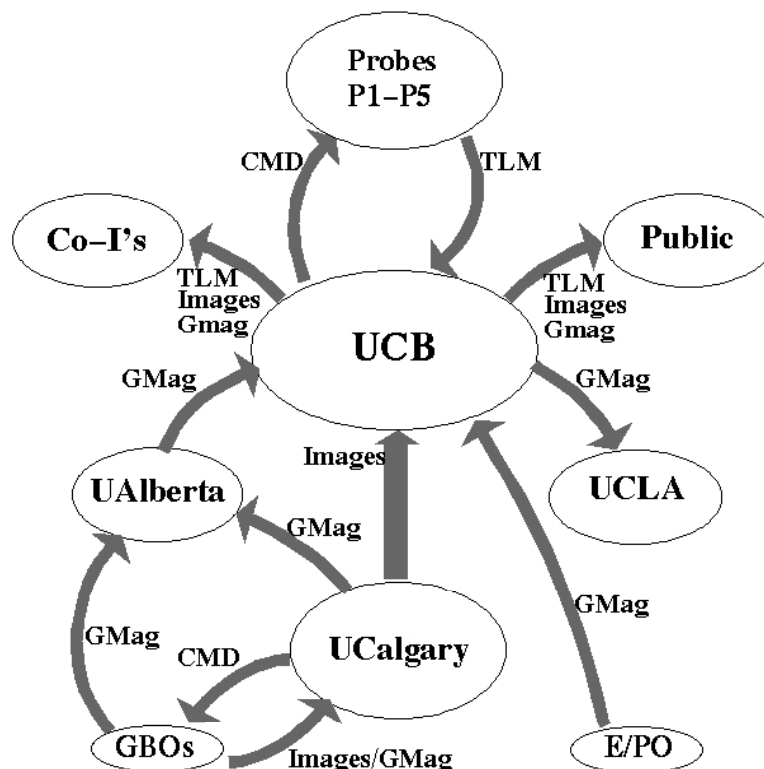 Probes
P1-P5
CMD
TLM
Co-I's
Public
TLM
Images
Gmag
TLM
Images
Gmag
UCB
GMag
GMag
Images
UAlberta
UCLA
GMag
GMag
GMag
CMD
UCalgary
GBOs
Images/GMag
E/PO